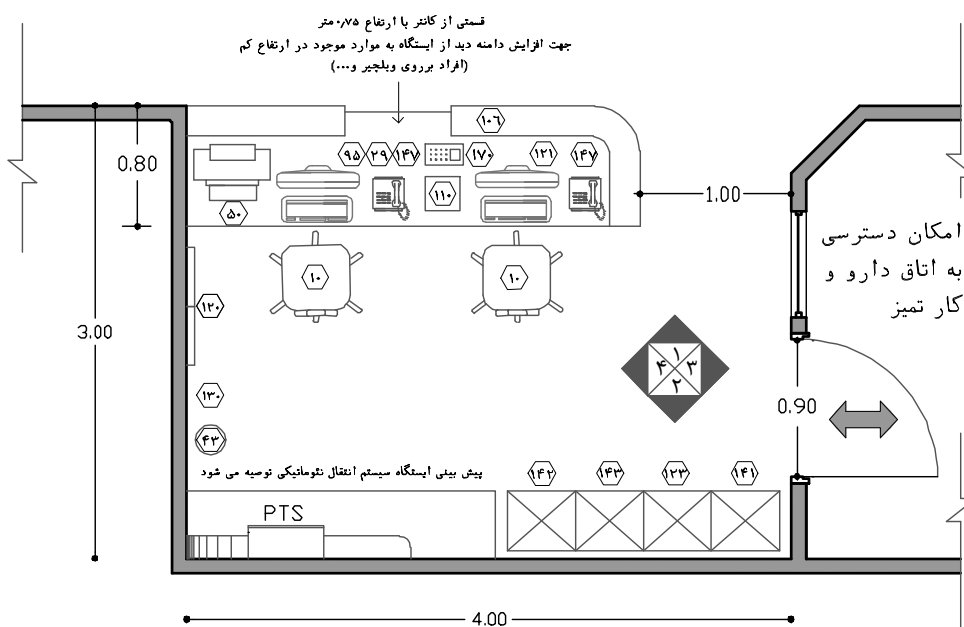 قسمتی از کانتر با ارتفاع ۰٫۷۵ متر
جهت افزایش دامنه دید از ایستگاه به موارد موجود در ارتفاع کم
(افراد برروی ویلچیر و...)
۱۰۶
0.80
۹۵ ۲۹ ۱۴۷ ۱۷۰ ۱۲۱ ۱۴۷
۵۰
۱۱۰
1.00
امکان دسترسی
به اتاق دارو و
کار تمیز
۱۰ ۱۰
۱۲۰
3.00
۱
۴ ۳
۲
۱۳۰
0.90
۴۳
پیش بینی ایستگاه سیستم انتقال نئوماتیکی توصیه می شود
۱۴۲ ۱۴۳ ۱۲۳ ۱۴۱
PTS
4.00